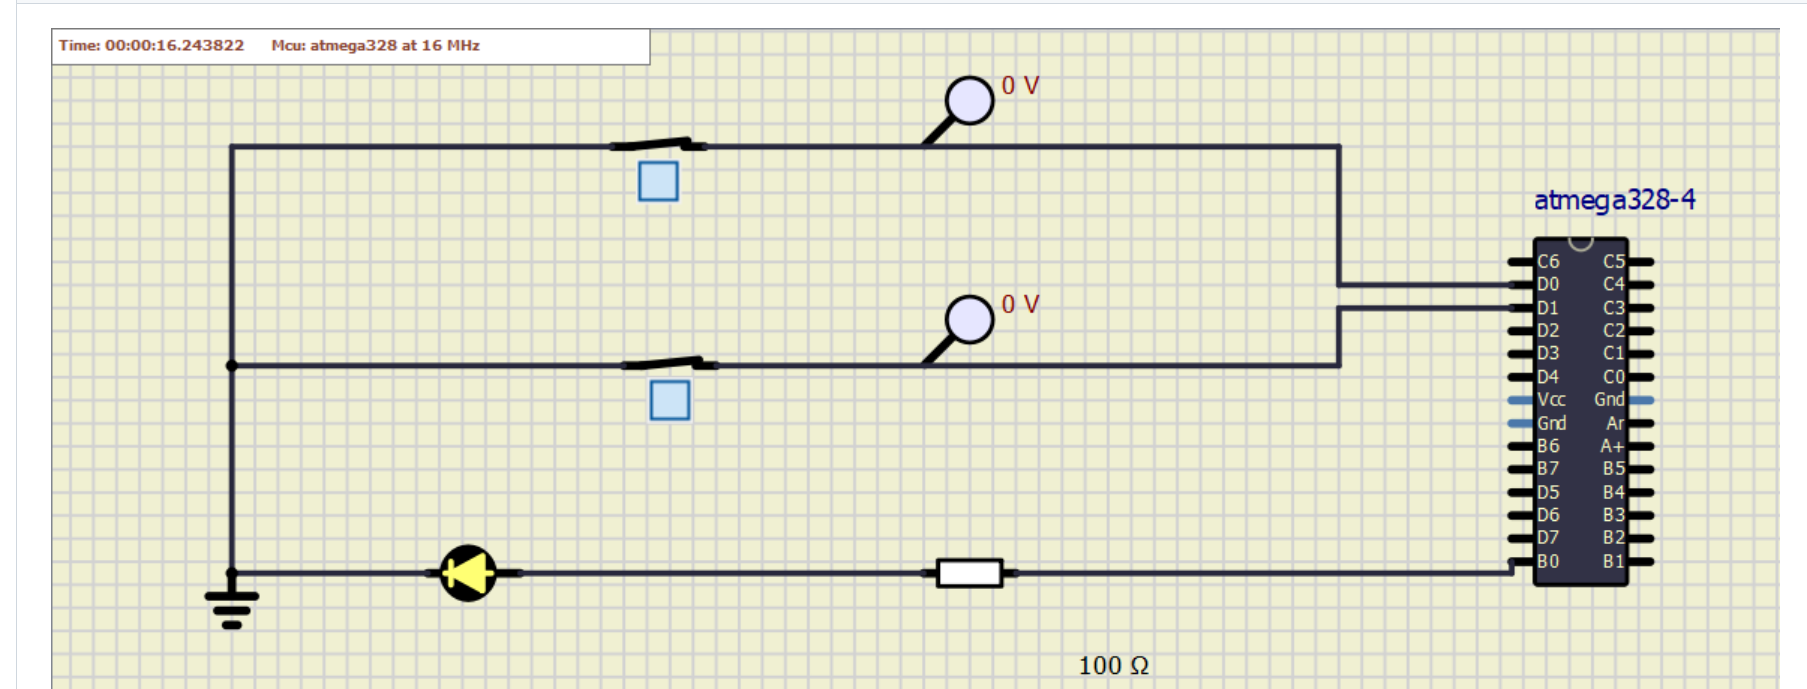 Time: 00:00:16.243822 Mcu: atmega328 at 16 MHz
0 V
atmega328-4
C6 C5
D0 C4
D1 C3
0 V
D2 C2
D3 C1
D4 C0
Vcc Gnd
Gnd Ar
B6 A+
B7 B5
D5 B4
D6 B3
D7 B2
B0 B1
100 Ω